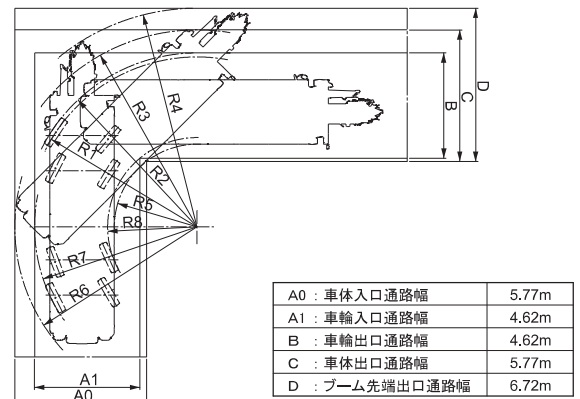 R4
R3
R2
R1
R5
R8
R7
R6
B
C
D
A1
A0
A0 : 車体入口通路幅 5.77m
A1 : 車輪入口通路幅 4.62m
B : 車輪出口通路幅 4.62m
C : 車体出口通路幅 5.77m
D : ブーム先端出口通路幅 6.72m